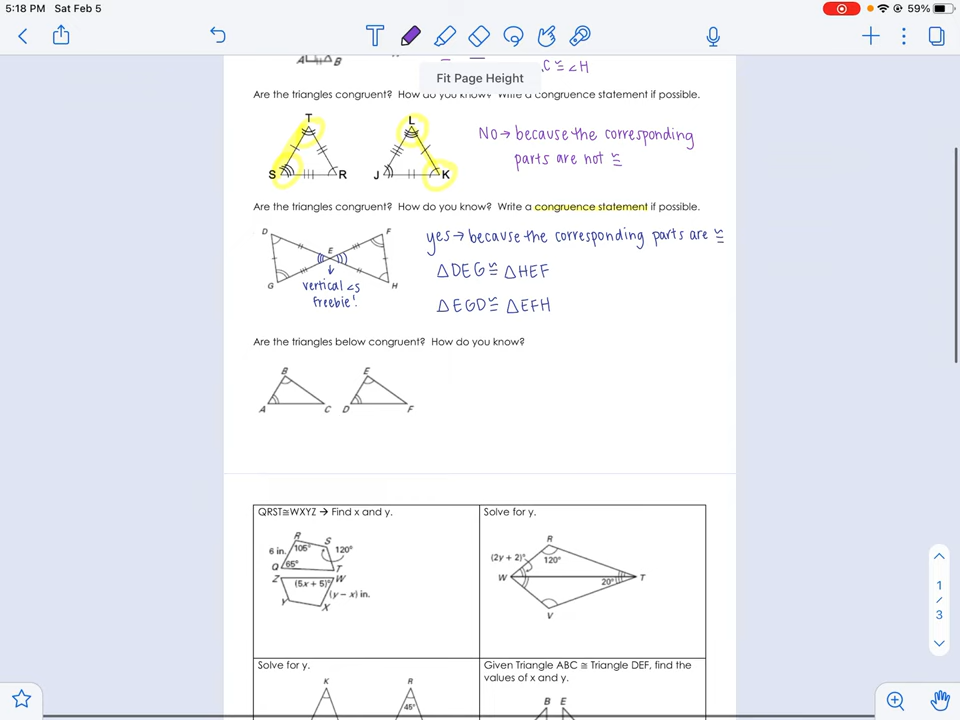 5:18 PM Sat Feb 5
59%
A B
C ≅ ∠H
Fit Page Height
Are the triangles congruent? How do you know? Write a congruence statement if possible.
T
L
S R J K
No → because the corresponding
parts are not ≅
Are the triangles congruent? How do you know? Write a congruence statement if possible.
D F
E
G H
vertical ∠s
freebie!
yes → because the corresponding parts are ≅
△DEG ≅ △HEF
△EGD ≅ △EFH
Are the triangles below congruent? How do you know?
B E
A C D F
QRST≅WXYZ → Find x and y.
R S
6 in. 105° 120°
Q 65° T
Z (5x + 5)° W
(y − x) in.
Y X
Solve for y.
R
(2y + 2)° 120°
W 20° T
V
1
/
3
Solve for y.
K R
45°
Given Triangle ABC ≅ Triangle DEF, find the
values of x and y.
B E